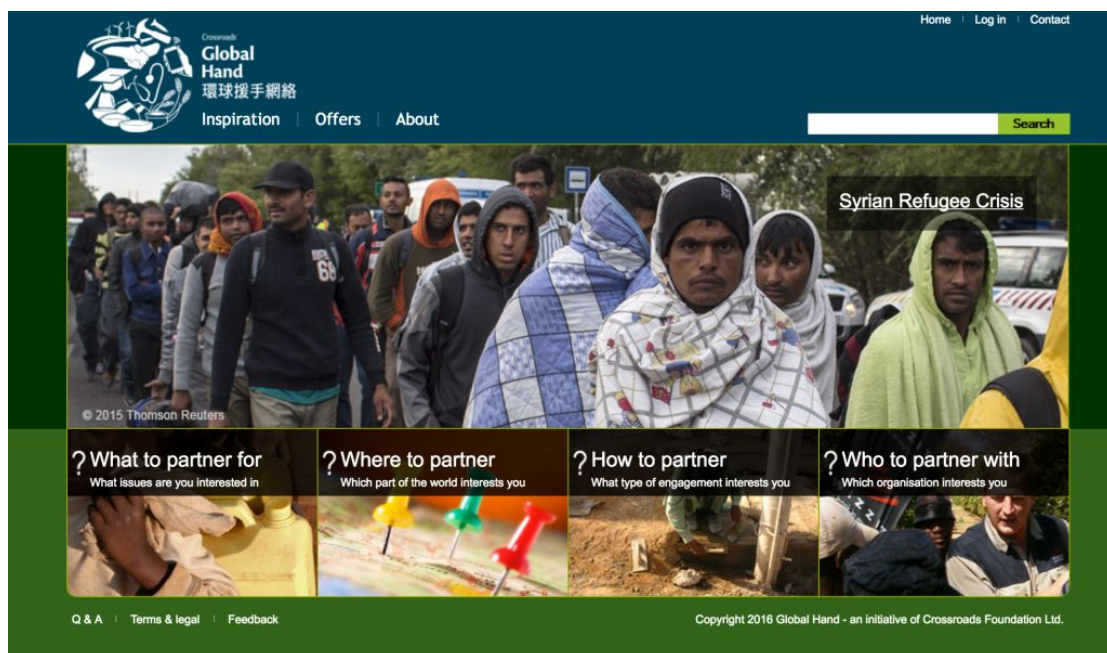 Home
Log in
Contact
Crossroads'
Global
Hand
環球援手網絡
Inspiration
Offers
About
Search
Syrian Refugee Crisis
© 2015 Thomson Reuters
? What to partner for
What issues are you interested in
? Where to partner
Which part of the world interests you
? How to partner
What type of engagement interests you
? Who to partner with
Which organisation interests you
Q & A
Terms & legal
Feedback
Copyright 2016 Global Hand - an initiative of Crossroads Foundation Ltd.